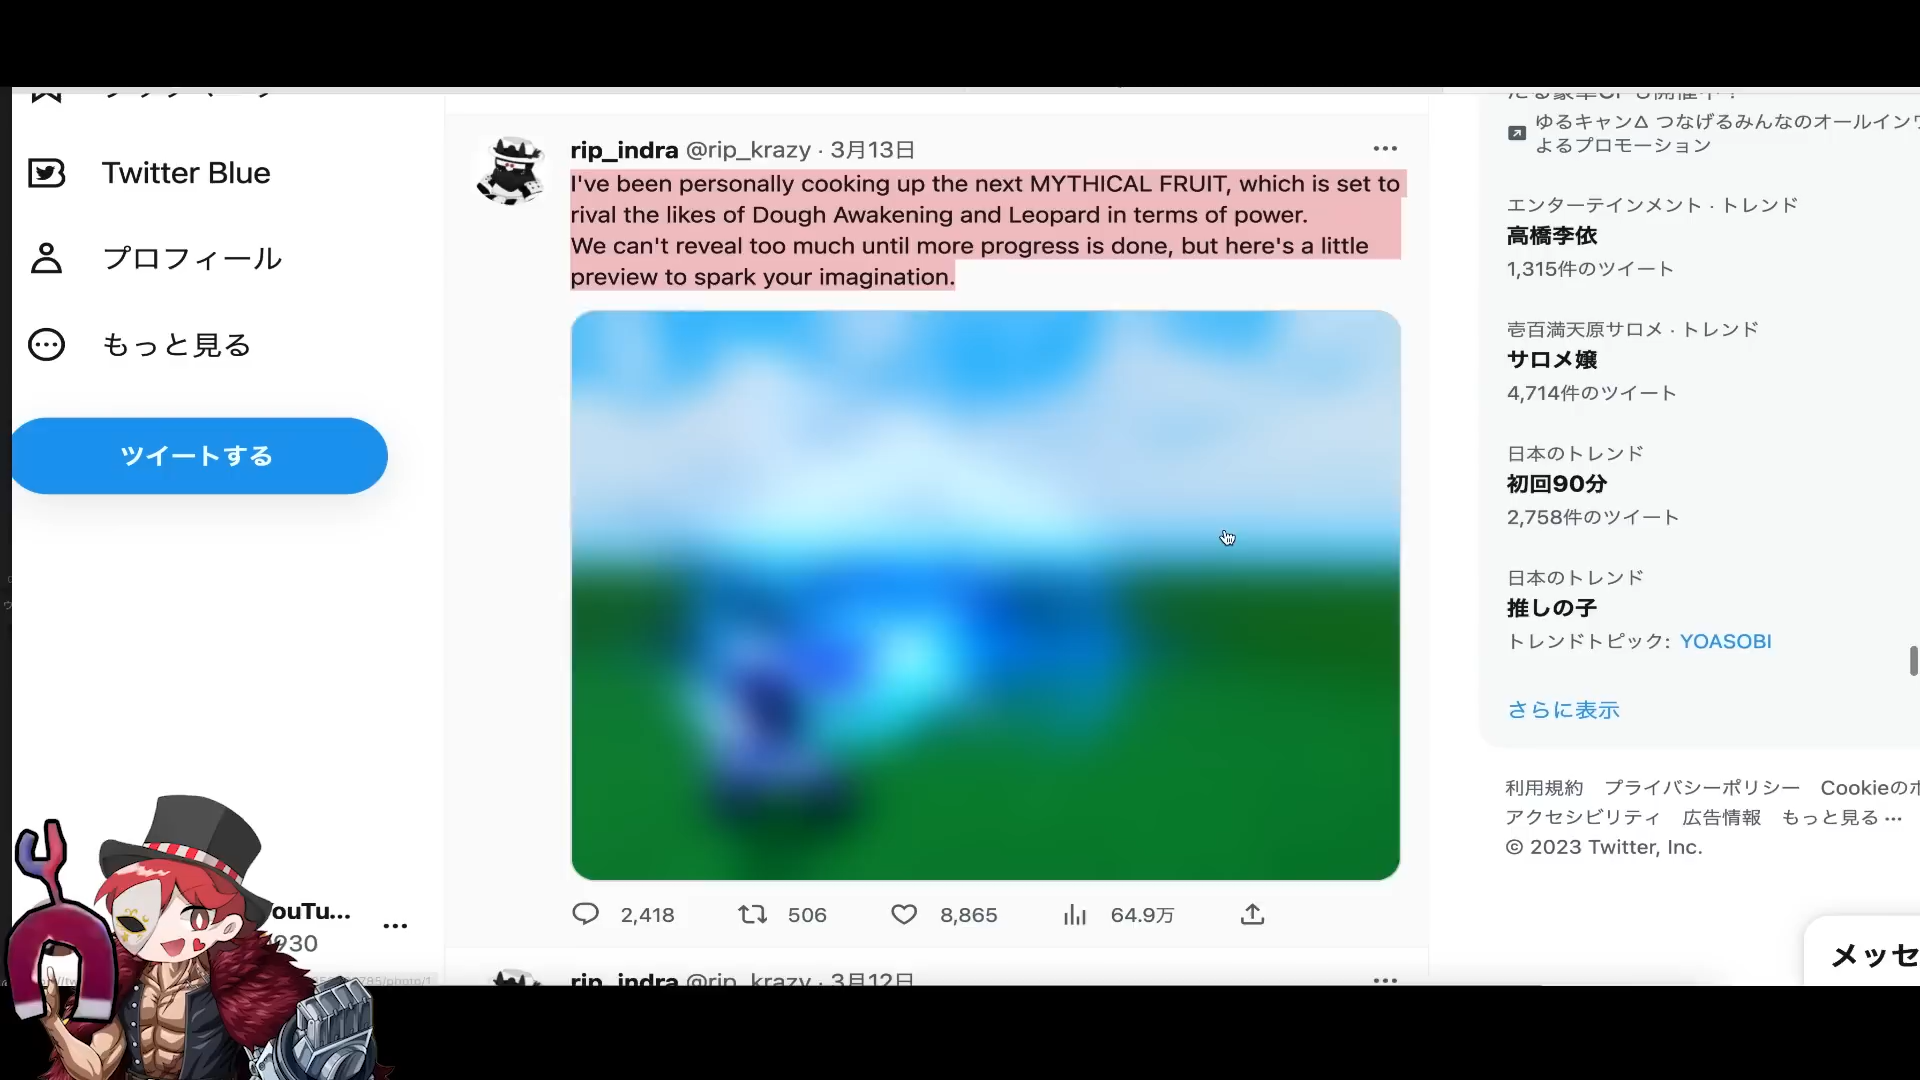 Twitter Blue
プロフィール
もっと見る
ツイートする
ouTu...
930
rip_indra @rip_krazy · 3月13日
I've been personally cooking up the next MYTHICAL FRUIT, which is set to
rival the likes of Dough Awakening and Leopard in terms of power.
We can't reveal too much until more progress is done, but here's a little
preview to spark your imagination.
2,418
506
8,865
64.9万
rip_indra @rip_krazy · 3月12日
ゆるキャン△ つなげるみんなのオールイン
よるプロモーション
エンターテインメント · トレンド
高橋李依
1,315件のツイート
壱百満天原サロメ · トレンド
サロメ嬢
4,714件のツイート
日本のトレンド
初回90分
2,758件のツイート
日本のトレンド
推しの子
トレンドトピック: YOASOBI
さらに表示
利用規約 プライバシーポリシー Cookieのポ
アクセシビリティ 広告情報 もっと見る ...
© 2023 Twitter, Inc.
メッセ